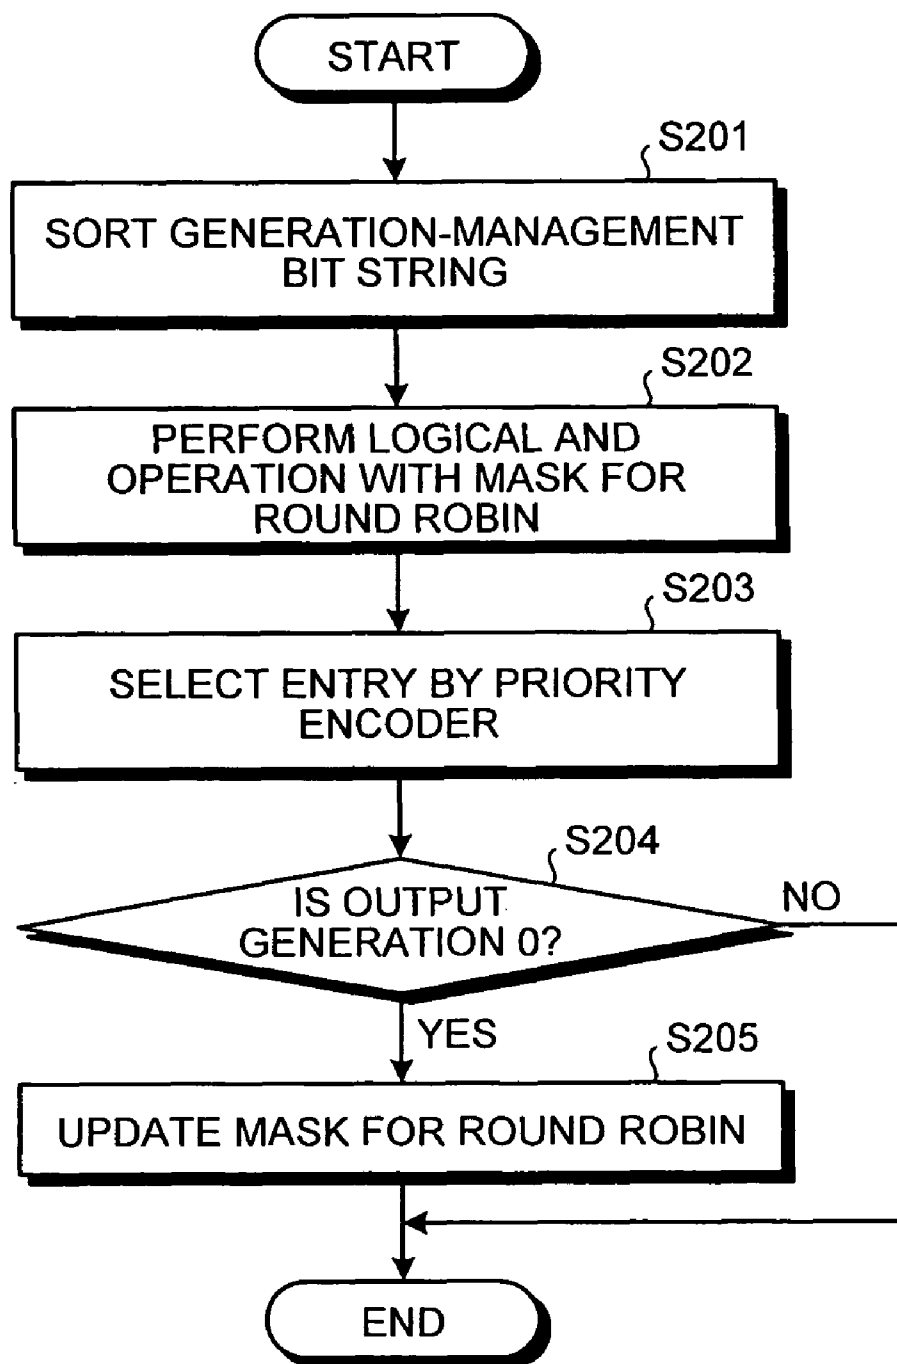 START
S201
SORT GENERATION-MANAGEMENT
BIT STRING
S202
PERFORM LOGICAL AND
OPERATION WITH MASK FOR
ROUND ROBIN
S203
SELECT ENTRY BY PRIORITY
ENCODER
S204
IS OUTPUT
GENERATION 0?
NO
YES
S205
UPDATE MASK FOR ROUND ROBIN
END